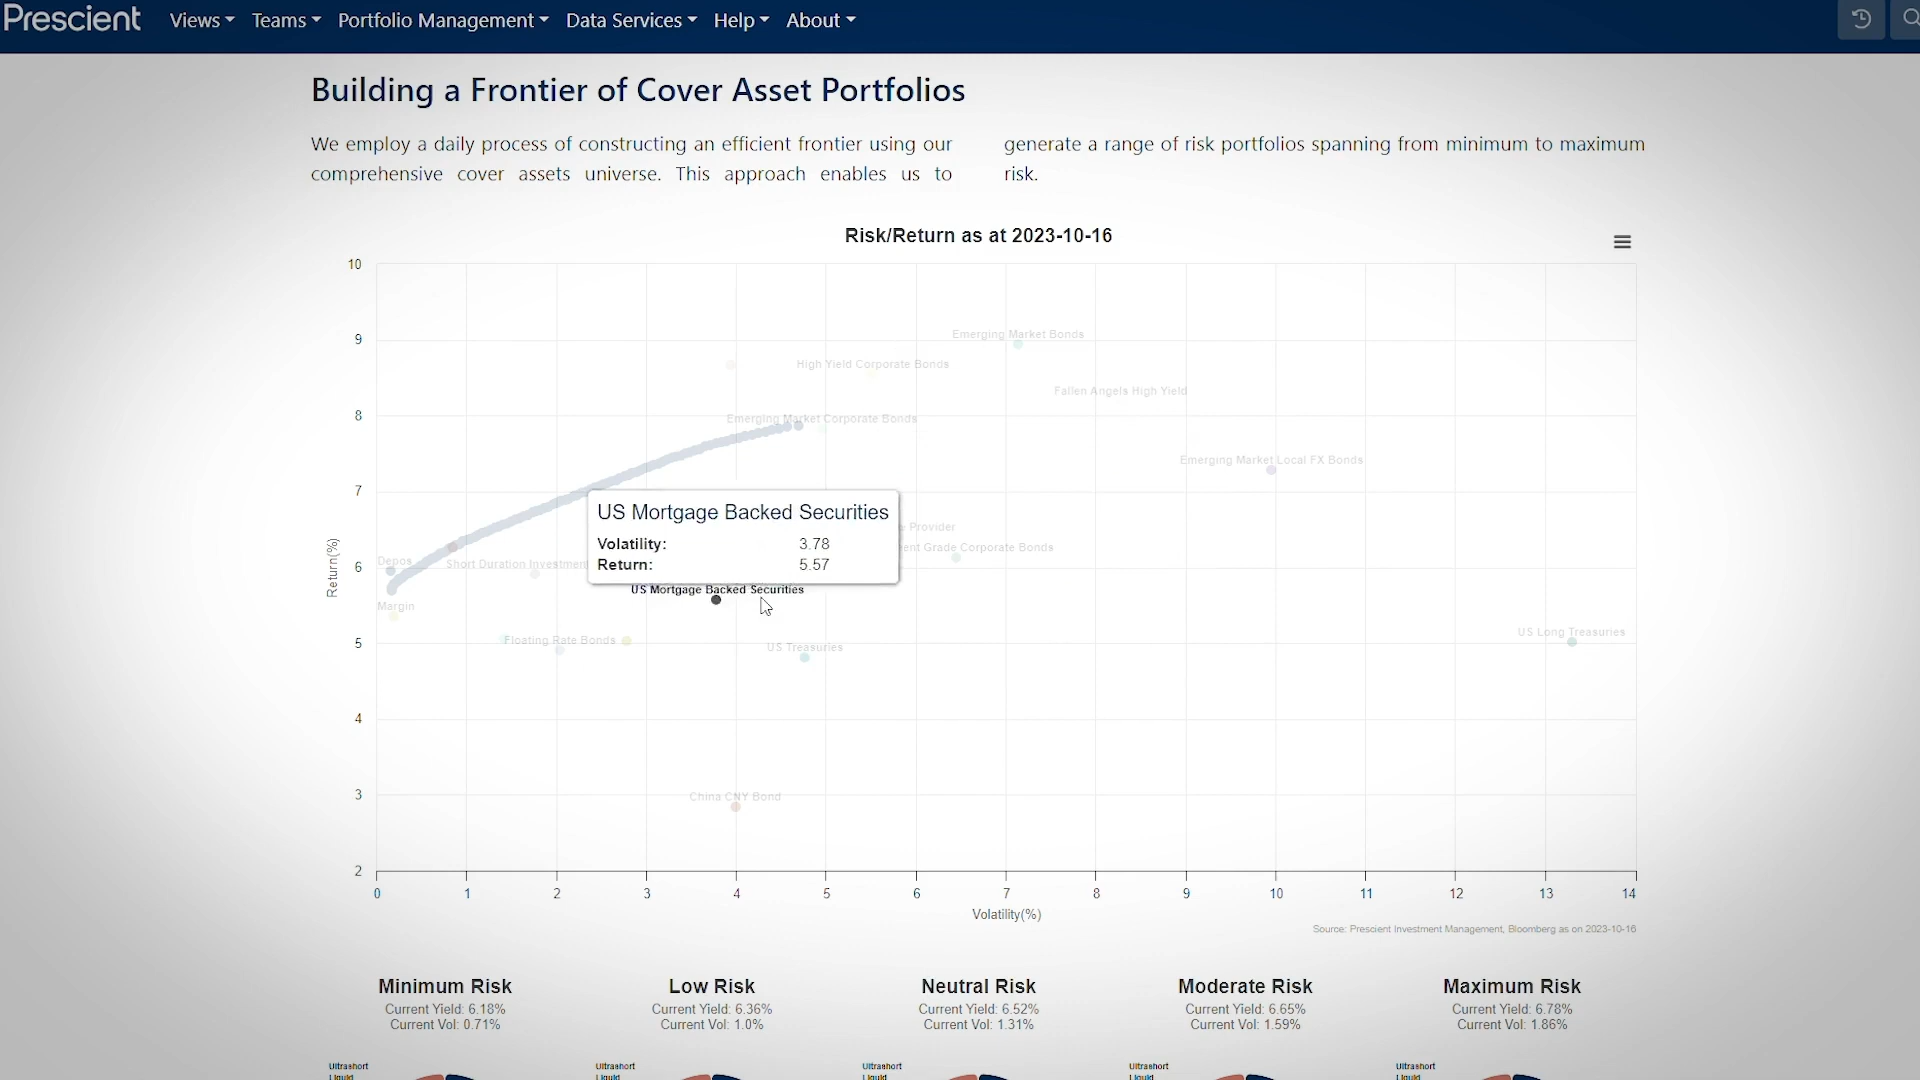 Prescient
Views Teams Portfolio Management Data Services Help About
Building a Frontier of Cover Asset Portfolios
We employ a daily process of constructing an efficient frontier using our
comprehensive cover assets universe. This approach enables us to
generate a range of risk portfolios spanning from minimum to maximum
risk.
Risk/Return as at 2023-10-16
10
9
8
7
6
5
4
3
2
Return(%)
Emerging Market Bonds
High Yield Corporate Bonds
Fallen Angels High Yield
Emerging Market Corporate Bonds
Emerging Market Local FX Bonds
US Mortgage Backed Securities
Volatility: 3.78
Return: 5.57
Provider
Grade Corporate Bonds
Depos
Short Duration
US Mortgage Backed Securities
Margin
Floating Rate Bonds
US Treasuries
US Long Treasuries
China CNY Bond
0 1 2 3 4 5 6 7 8 9 10 11 12 13 14
Volatility(%)
Source: Prescient Investment Management, Bloomberg as on 2023-10-16
Minimum Risk
Current Yield: 6.18%
Current Vol: 0.71%
Low Risk
Current Yield: 6.36%
Current Vol: 1.0%
Neutral Risk
Current Yield: 6.52%
Current Vol: 1.31%
Moderate Risk
Current Yield: 6.65%
Current Vol: 1.59%
Maximum Risk
Current Yield: 6.78%
Current Vol: 1.86%
Ultrashort
Liquid
Ultrashort
Liquid
Ultrashort
Liquid
Ultrashort
Liquid
Ultrashort
Liquid